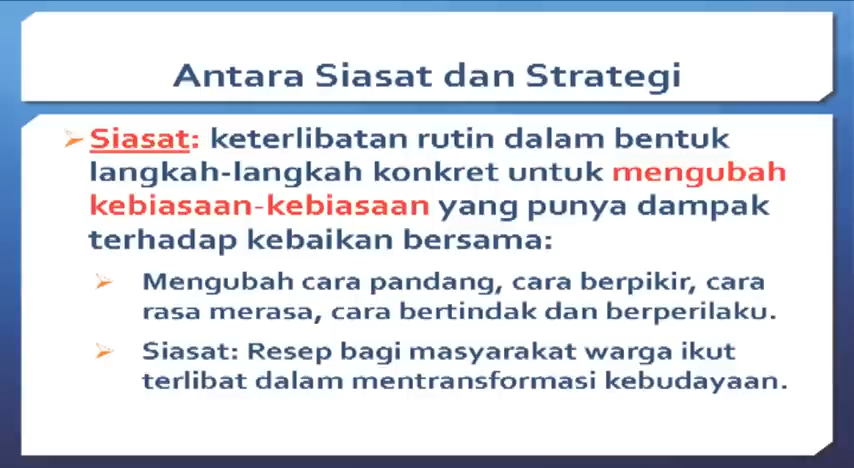 Antara Siasat dan Strategi
Siasat: keterlibatan rutin dalam bentuk
langkah-langkah konkret untuk mengubah
kebiasaan-kebiasaan yang punya dampak
terhadap kebaikan bersama:
Mengubah cara pandang, cara berpikir, cara
rasa merasa, cara bertindak dan berperilaku.
Siasat: Resep bagi masyarakat warga ikut
terlibat dalam mentransformasi kebudayaan.